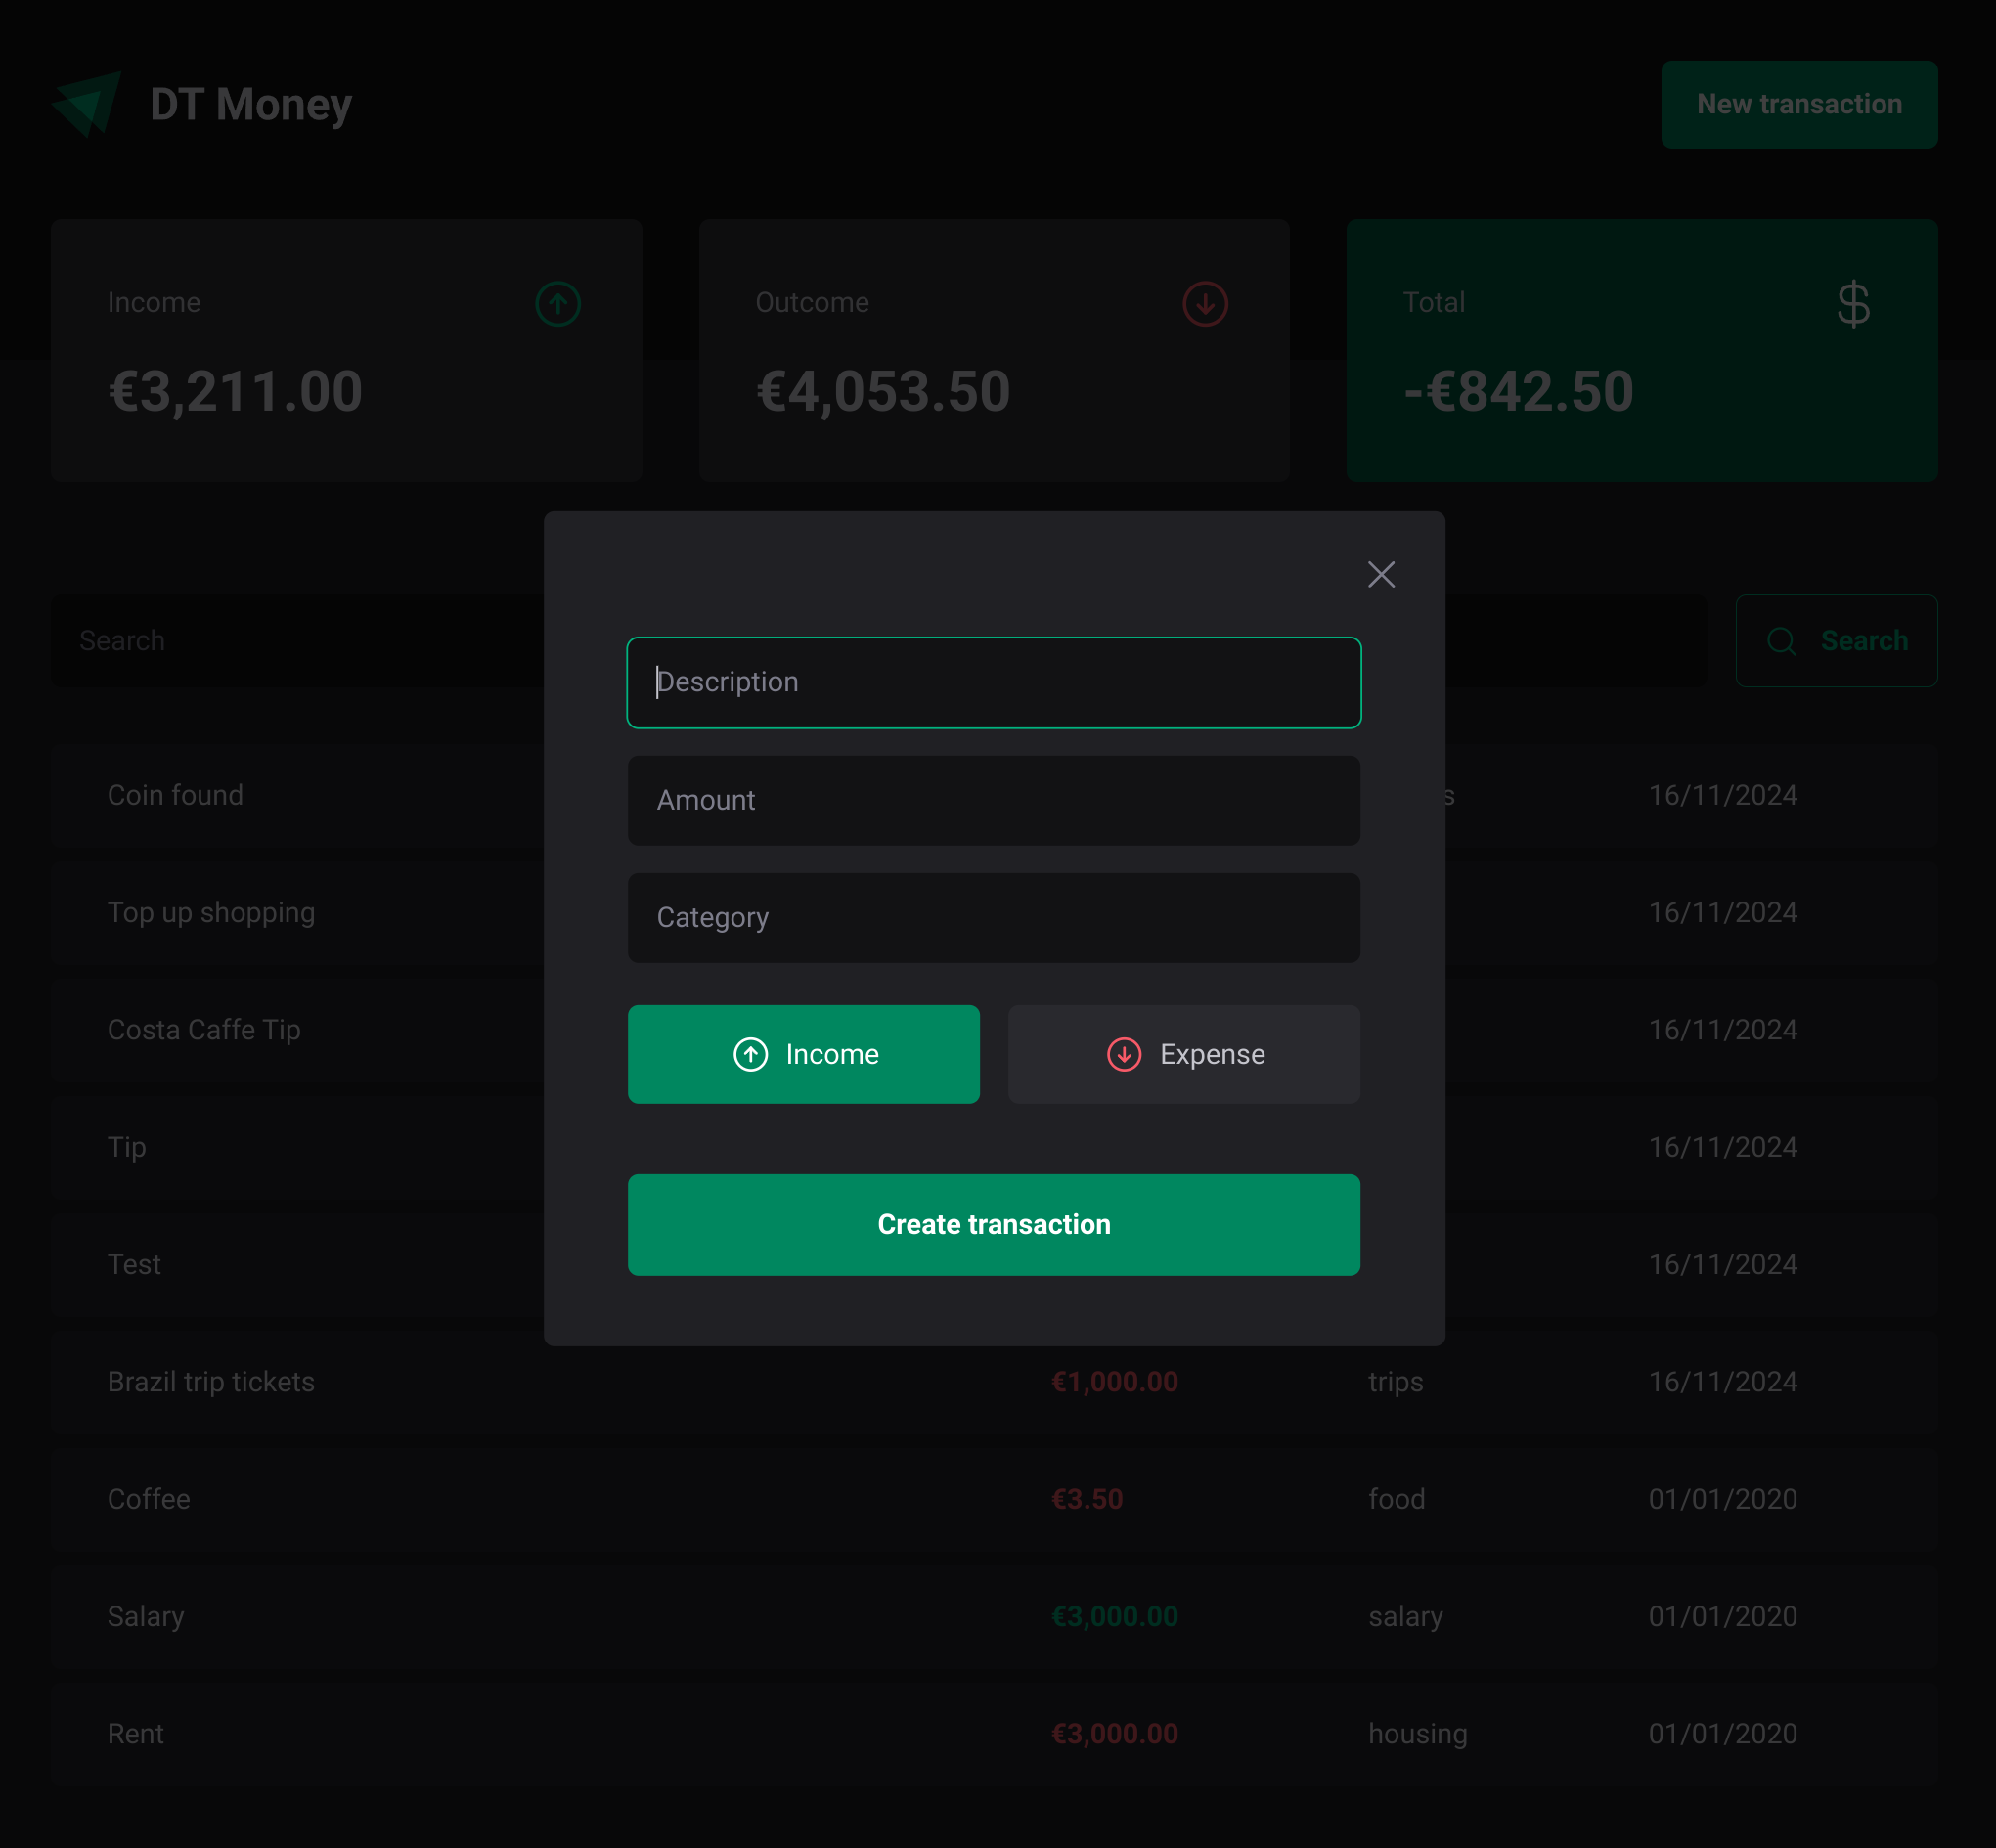 DT Money
New transaction
Income
€3,211.00
Outcome
€4,053.50
Total
$
-€842.50
Search
Search
Description
Amount
Category
Income
Expense
Create transaction
Coin found
s
16/11/2024
Top up shopping
16/11/2024
Costa Caffe Tip
16/11/2024
Tip
16/11/2024
Test
16/11/2024
Brazil trip tickets
€1,000.00
trips
16/11/2024
Coffee
€3.50
food
01/01/2020
Salary
€3,000.00
salary
01/01/2020
Rent
€3,000.00
housing
01/01/2020